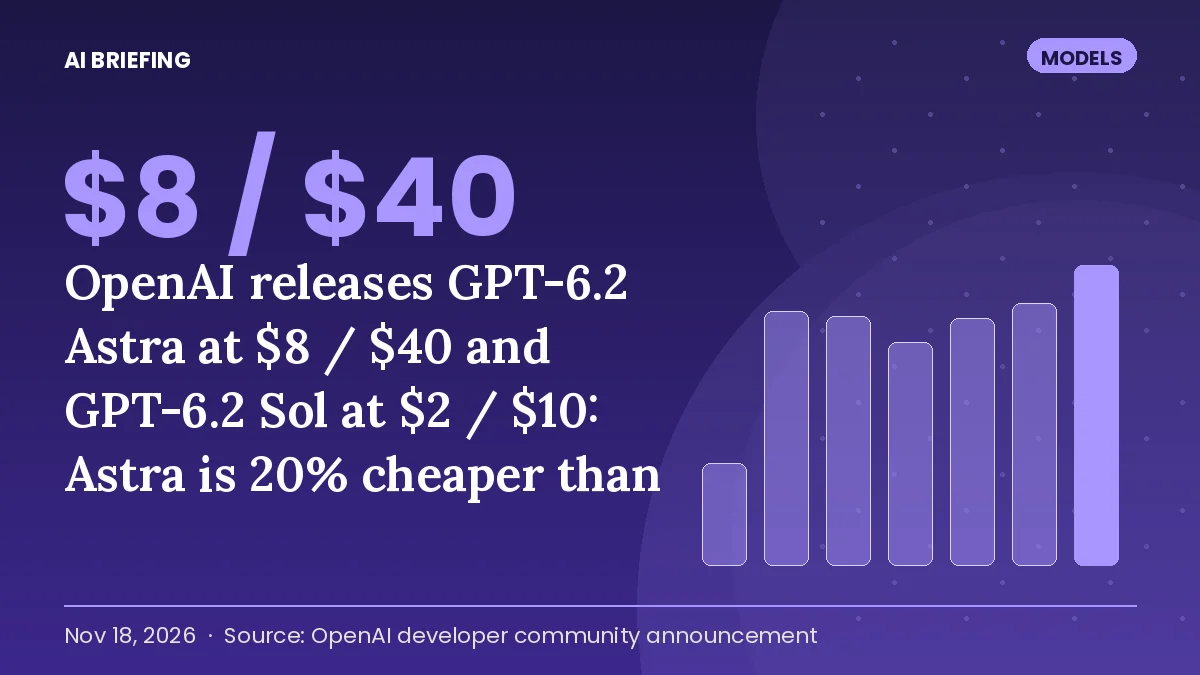 AI BRIEFING
MODELS
$8 / $40
OpenAI releases GPT-6.2
Astra at $8 / $40 and
GPT-6.2 Sol at $2 / $10:
Astra is 20% cheaper than
Nov 18, 2026 · Source: OpenAI developer community announcement